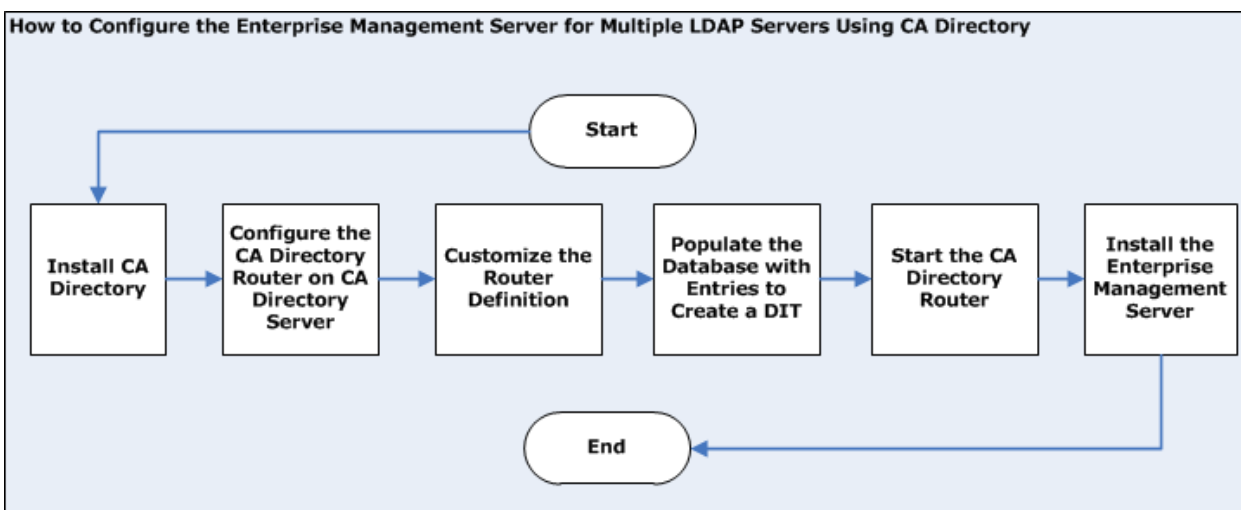 How to Configure the Enterprise Management Server for Multiple LDAP Servers Using CA Directory
Start
Install CA
Directory
Configure the
CA Directory
Router on CA
Directory
Server
Customize the
Router
Definition
Populate the
Database with
Entries to
Create a DIT
Start the CA
Directory
Router
Install the
Enterprise
Management
Server
End